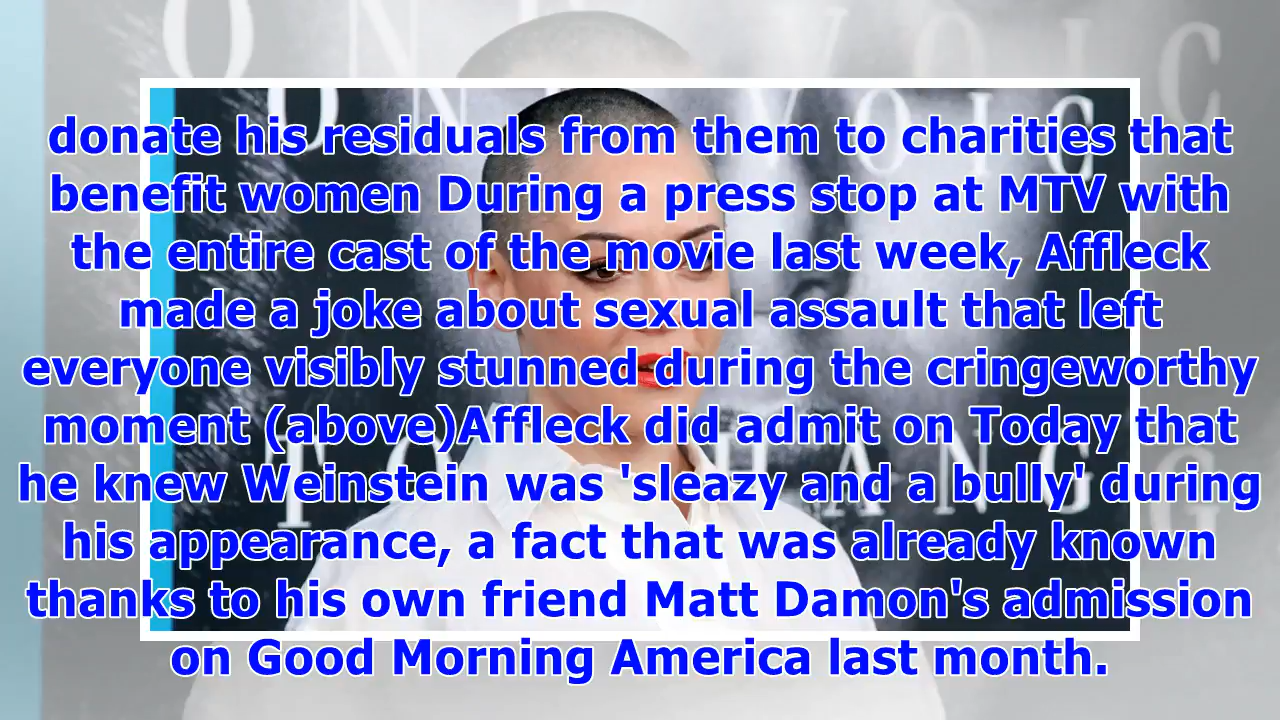 donate his residuals from them to charities that
benefit women During a press stop at MTV with
the entire cast of the movie last week, Affleck
made a joke about sexual assault that left
everyone visibly stunned during the cringeworthy
moment (above)Affleck did admit on Today that
he knew Weinstein was 'sleazy and a bully' during
his appearance, a fact that was already known
thanks to his own friend Matt Damon's admission
on Good Morning America last month.